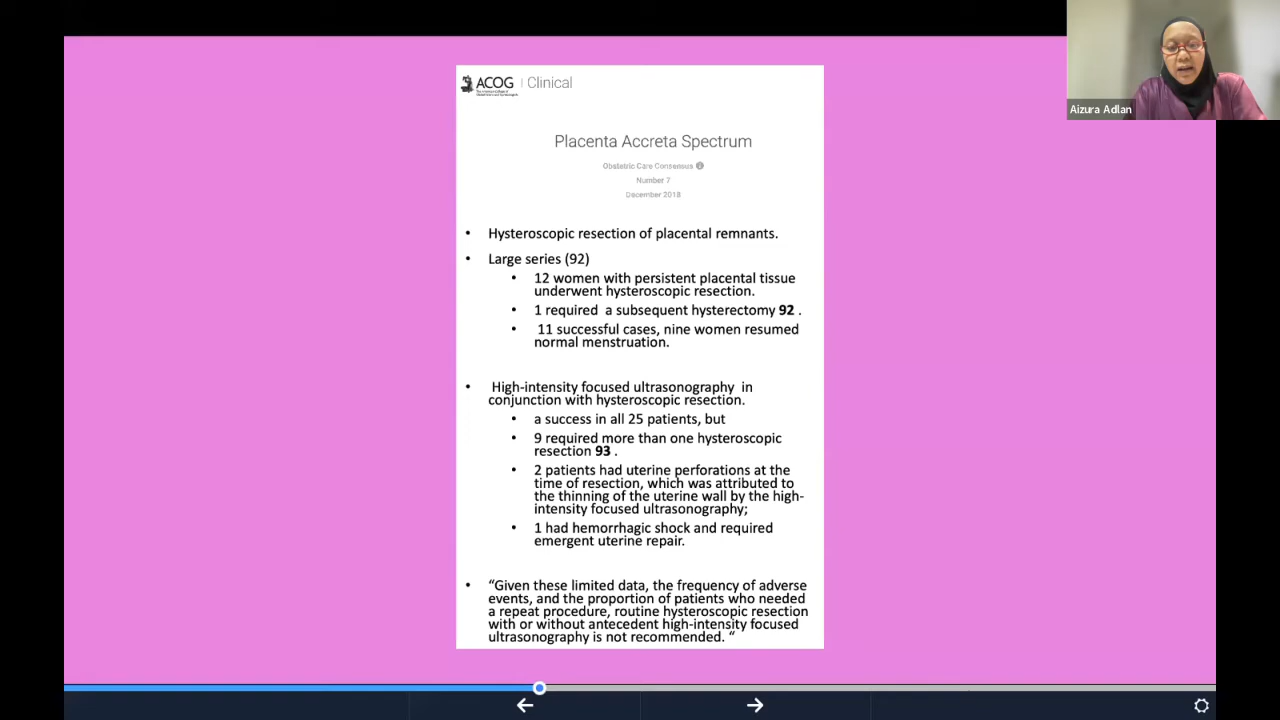 ACOG | Clinical
Placenta Accreta Spectrum
Obstetric Care Consensus
Number 7
December 2018
• Hysteroscopic resection of placental remnants.
• Large series (92)
• 12 women with persistent placental tissue
underwent hysteroscopic resection.
• 1 required a subsequent hysterectomy 92 .
• 11 successful cases, nine women resumed
normal menstruation.
• High-intensity focused ultrasonography in
conjunction with hysteroscopic resection.
• a success in all 25 patients, but
• 9 required more than one hysteroscopic
resection 93 .
• 2 patients had uterine perforations at the
time of resection, which was attributed to
the thinning of the uterine wall by the high-
intensity focused ultrasonography;
• 1 had hemorrhagic shock and required
emergent uterine repair.
• “Given these limited data, the frequency of adverse
events, and the proportion of patients who needed
a repeat procedure, routine hysteroscopic resection
with or without antecedent high-intensity focused
ultrasonography is not recommended. “
Aizura Adlan